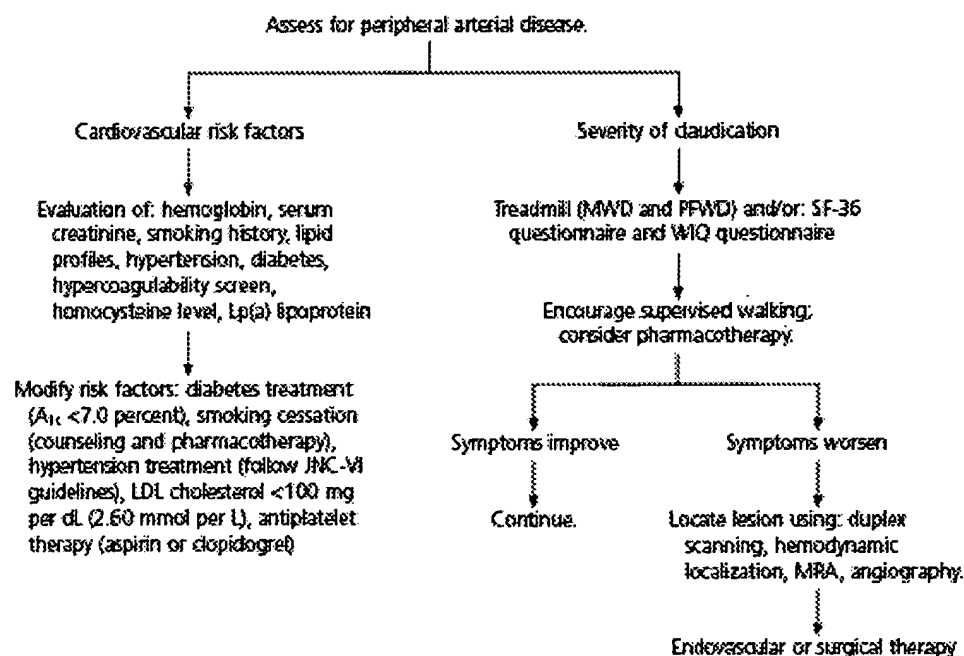 Assess for peripheral arterial disease.
Cardiovascular risk factors
Evaluation of: hemoglobin, serum
creatinine, smoking history, lipid
profiles, hypertension, diabetes,
hypercoagulability screen,
homocysteine level, Lp(a) lipoprotein
Modify risk factors: diabetes treatment
(A1c <7.0 percent), smoking cessation
(counseling and pharmacotherapy),
hypertension treatment (follow JNC-VI
guidelines), LDL cholesterol <100 mg
per dL (2.60 mmol per L), antiplatelet
therapy (aspirin or clopidogrel)
Severity of claudication
Treadmill (MWD and PFWD) and/or: SF-36
questionnaire and WIQ questionnaire
Encourage supervised walking;
consider pharmacotherapy.
Symptoms improve
Continue.
Symptoms worsen
Locate lesion using: duplex
scanning, hemodynamic
localization, MRA, angiography.
Endovascular or surgical therapy